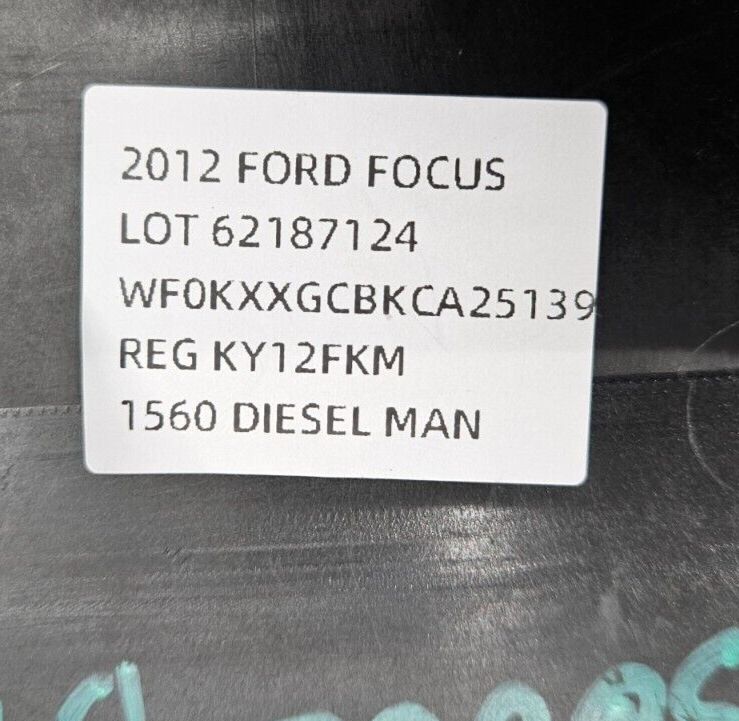 2012 FORD FOCUS
LOT 62187124
WF0KXXGCBKCA25139
REG KY12FKM
1560 DIESEL MAN